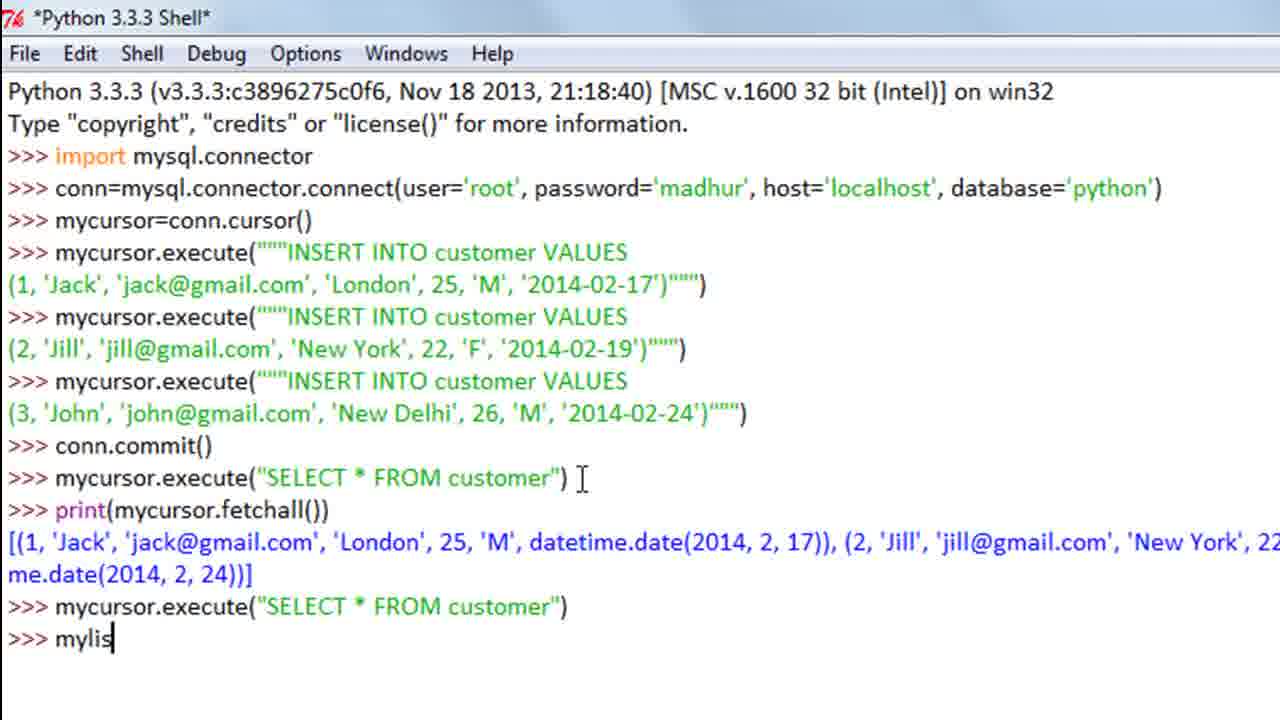 *Python 3.3.3 Shell*
File Edit Shell Debug Options Windows Help
Python 3.3.3 (v3.3.3:c3896275c0f6, Nov 18 2013, 21:18:40) [MSC v.1600 32 bit (Intel)] on win32
Type "copyright", "credits" or "license()" for more information.
>>> import mysql.connector
>>> conn=mysql.connector.connect(user='root', password='madhur', host='localhost', database='python')
>>> mycursor=conn.cursor()
>>> mycursor.execute("""INSERT INTO customer VALUES
(1, 'Jack', 'jack@gmail.com', 'London', 25, 'M', '2014-02-17')""")
>>> mycursor.execute("""INSERT INTO customer VALUES
(2, 'Jill', 'jill@gmail.com', 'New York', 22, 'F', '2014-02-19')""")
>>> mycursor.execute("""INSERT INTO customer VALUES
(3, 'John', 'john@gmail.com', 'New Delhi', 26, 'M', '2014-02-24')""")
>>> conn.commit()
>>> mycursor.execute("SELECT * FROM customer")
>>> print(mycursor.fetchall())
[(1, 'Jack', 'jack@gmail.com', 'London', 25, 'M', datetime.date(2014, 2, 17)), (2, 'Jill', 'jill@gmail.com', 'New York', 22
me.date(2014, 2, 24))]
>>> mycursor.execute("SELECT * FROM customer")
>>> mylis